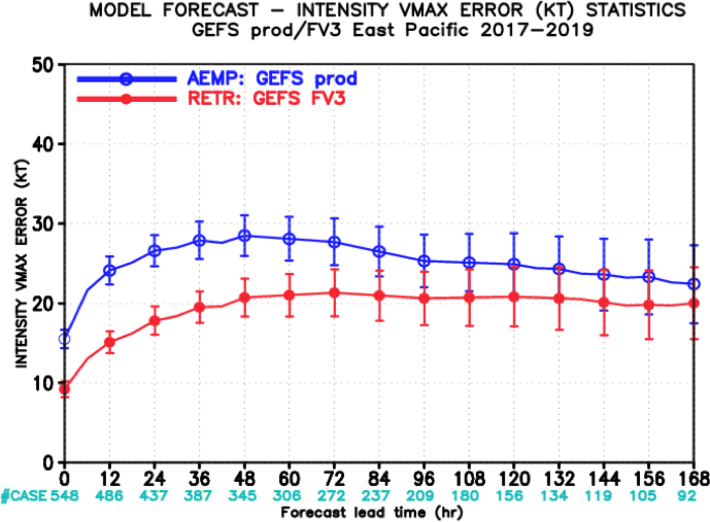 MODEL FORECAST — INTENSITY VMAX ERROR (KT) STATISTICS
GEFS prod/FV3 East Pacific 2017—2019
INTENSITY VMAX ERROR (KT)
50
40
30
20
10
0
AEMP: GEFS prod
RETR: GEFS FV3
0 12 24 36 48 60 72 84 96 108 120 132 144 156 168
#CASE 548 486 437 387 345 306 272 237 209 180 156 134 119 105 92
Forecast lead time (hr)